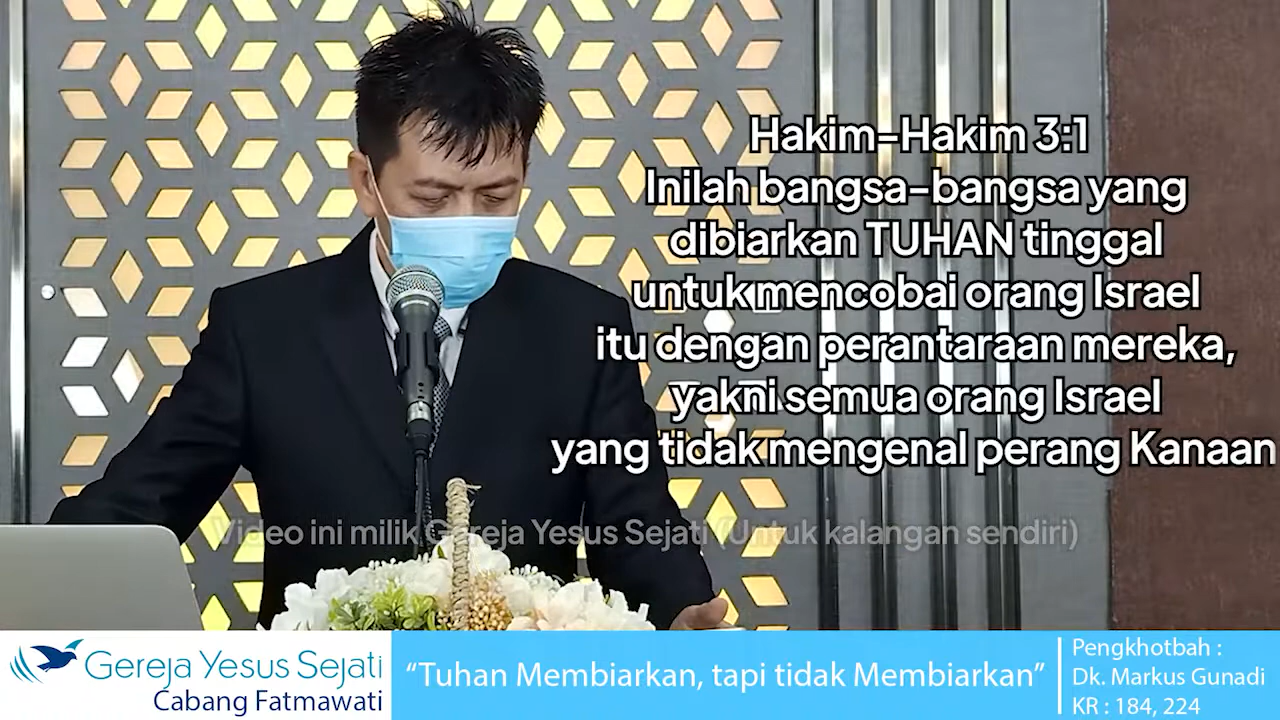 Hakim-Hakim 3:1
Inilah bangsa-bangsa yang
dibiarkan TUHAN tinggal
untuk mencobai orang Israel
itu dengan perantaraan mereka,
yakni semua orang Israel
yang tidak mengenal perang Kanaan
Video ini milik Gereja Yesus Sejati (Untuk kalangan sendiri)
Gereja Yesus Sejati
Cabang Fatmawati
“Tuhan Membiarkan, tapi tidak Membiarkan”
Pengkhotbah :
Dk. Markus Gunadi
KR : 184, 224